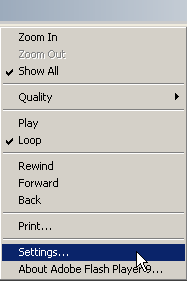 Zoom In
Zoom Out
Show All
Quality
Play
Loop
Rewind
Forward
Back
Print...
Settings...
About Adobe Flash Player 9...